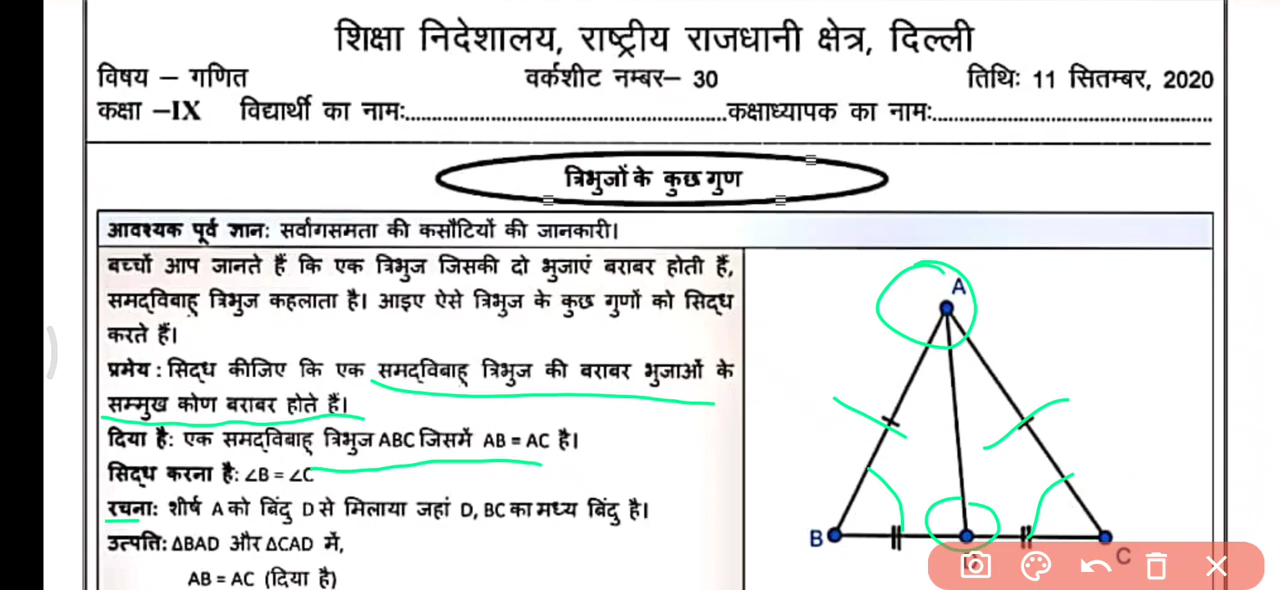 शिक्षा निदेशालय, राष्ट्रीय राजधानी क्षेत्र, दिल्ली
विषय – गणित वर्कशीट नम्बर– 30 तिथिः 11 सितम्बर, 2020
कक्षा –IX विद्यार्थी का नामः........................................................कक्षाध्यापक का नामः..................................................
त्रिभुजों के कुछ गुण
आवश्यक पूर्व ज्ञान: सर्वांगसमता की कसौटियों की जानकारी।
बच्चों आप जानते हैं कि एक त्रिभुज जिसकी दो भुजाएं बराबर होती हैं,
समद्विबाहु त्रिभुज कहलाता है। आइए ऐसे त्रिभुज के कुछ गुणों को सिद्ध
करते हैं।
प्रमेय : सिद्ध कीजिए कि एक समद्विबाहु त्रिभुज की बराबर भुजाओं के
सम्मुख कोण बराबर होते हैं।
दिया है: एक समद्विबाहु त्रिभुज ABC जिसमें AB = AC है।
सिद्ध करना है: ∠B = ∠C
रचना: शीर्ष A को बिंदु D से मिलाया जहां D, BC का मध्य बिंदु है।
उत्पति: ΔBAD और ΔCAD में,
AB = AC (दिया है)
A
B
C